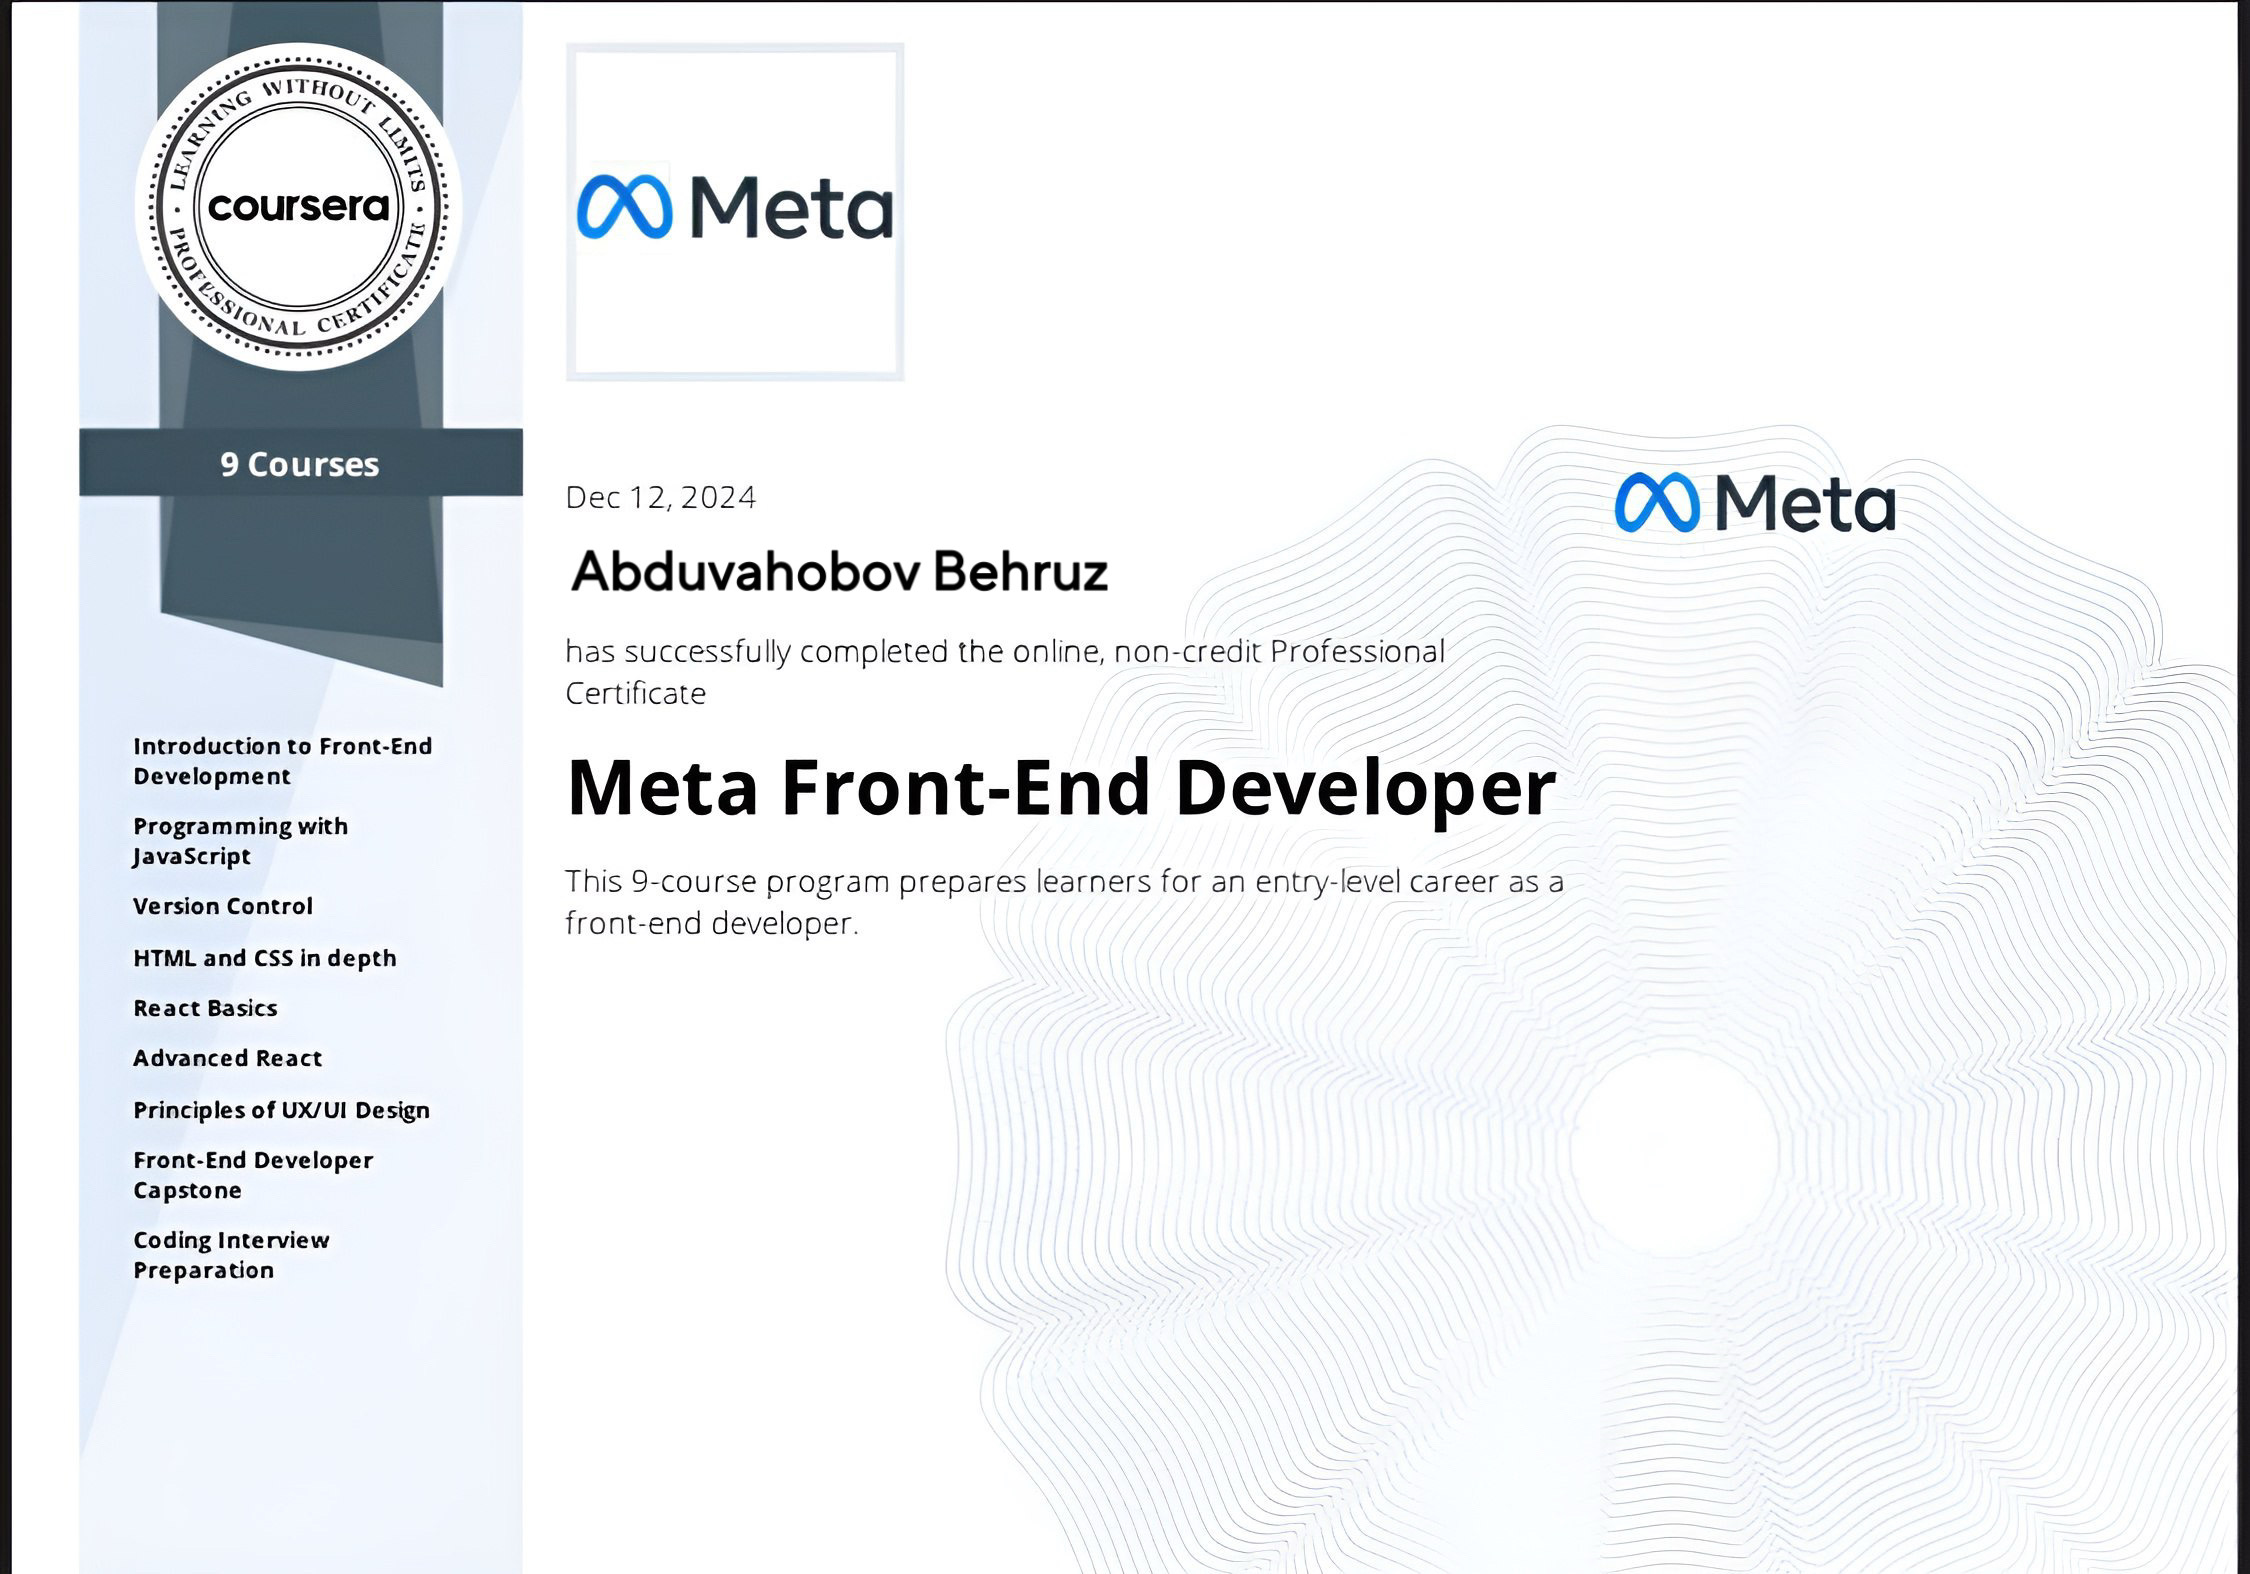 LEARNING WITHOUT LIMITS
coursera
PROFESSIONAL CERTIFICATE
9 Courses
Introduction to Front-End
Development
Programming with
JavaScript
Version Control
HTML and CSS in depth
React Basics
Advanced React
Principles of UX/UI Design
Front-End Developer
Capstone
Coding Interview
Preparation
Meta
Dec 12, 2024
Meta
Abduvahobov Behruz
has successfully completed the online, non-credit Professional
Certificate
Meta Front-End Developer
This 9-course program prepares learners for an entry-level career as a
front-end developer.